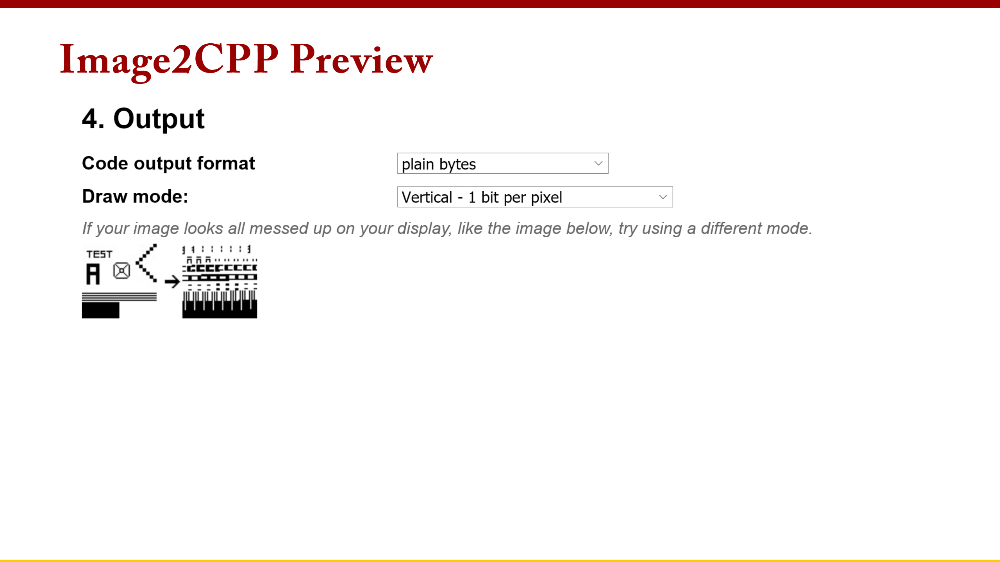 Image2CPP Preview
4. Output
Code output format
plain bytes
Draw mode:
Vertical - 1 bit per pixel
If your image looks all messed up on your display, like the image below, try using a different mode.
TEST
A